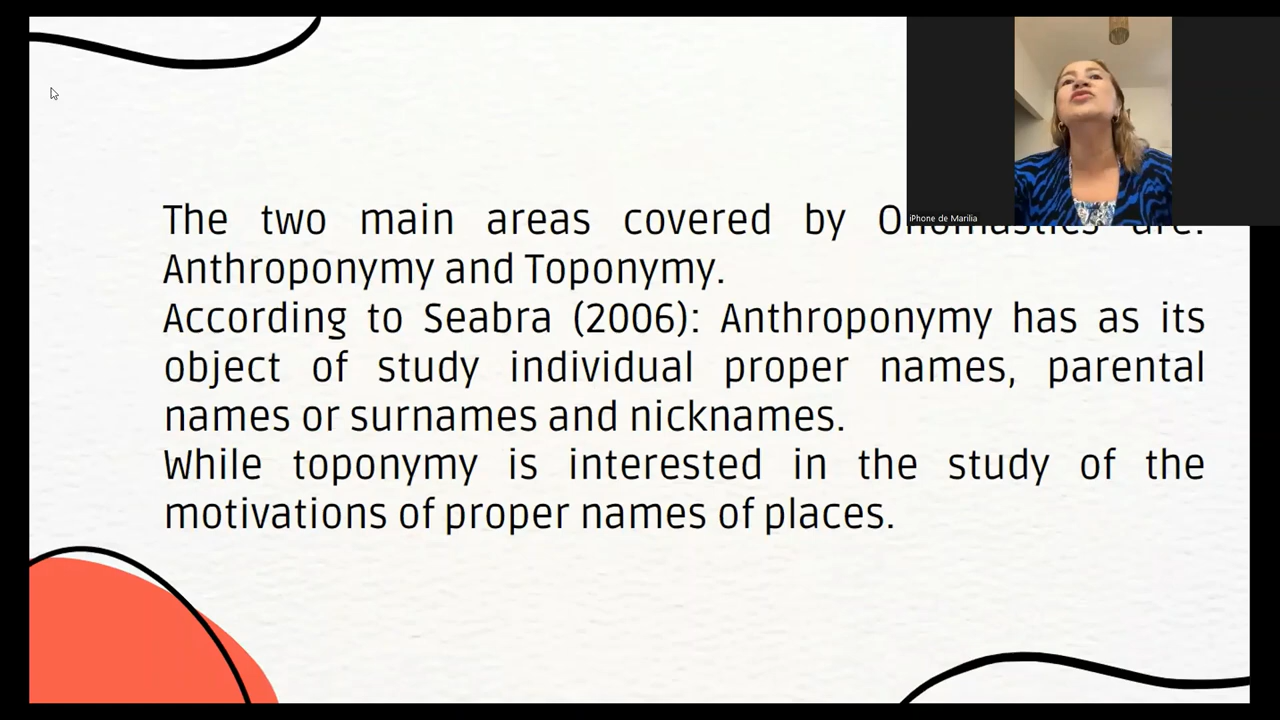 iPhone de Marilia
The two main areas covered by Onomastics are:
Anthroponymy and Toponymy.
According to Seabra (2006): Anthroponymy has as its
object of study individual proper names, parental
names or surnames and nicknames.
While toponymy is interested in the study of the
motivations of proper names of places.